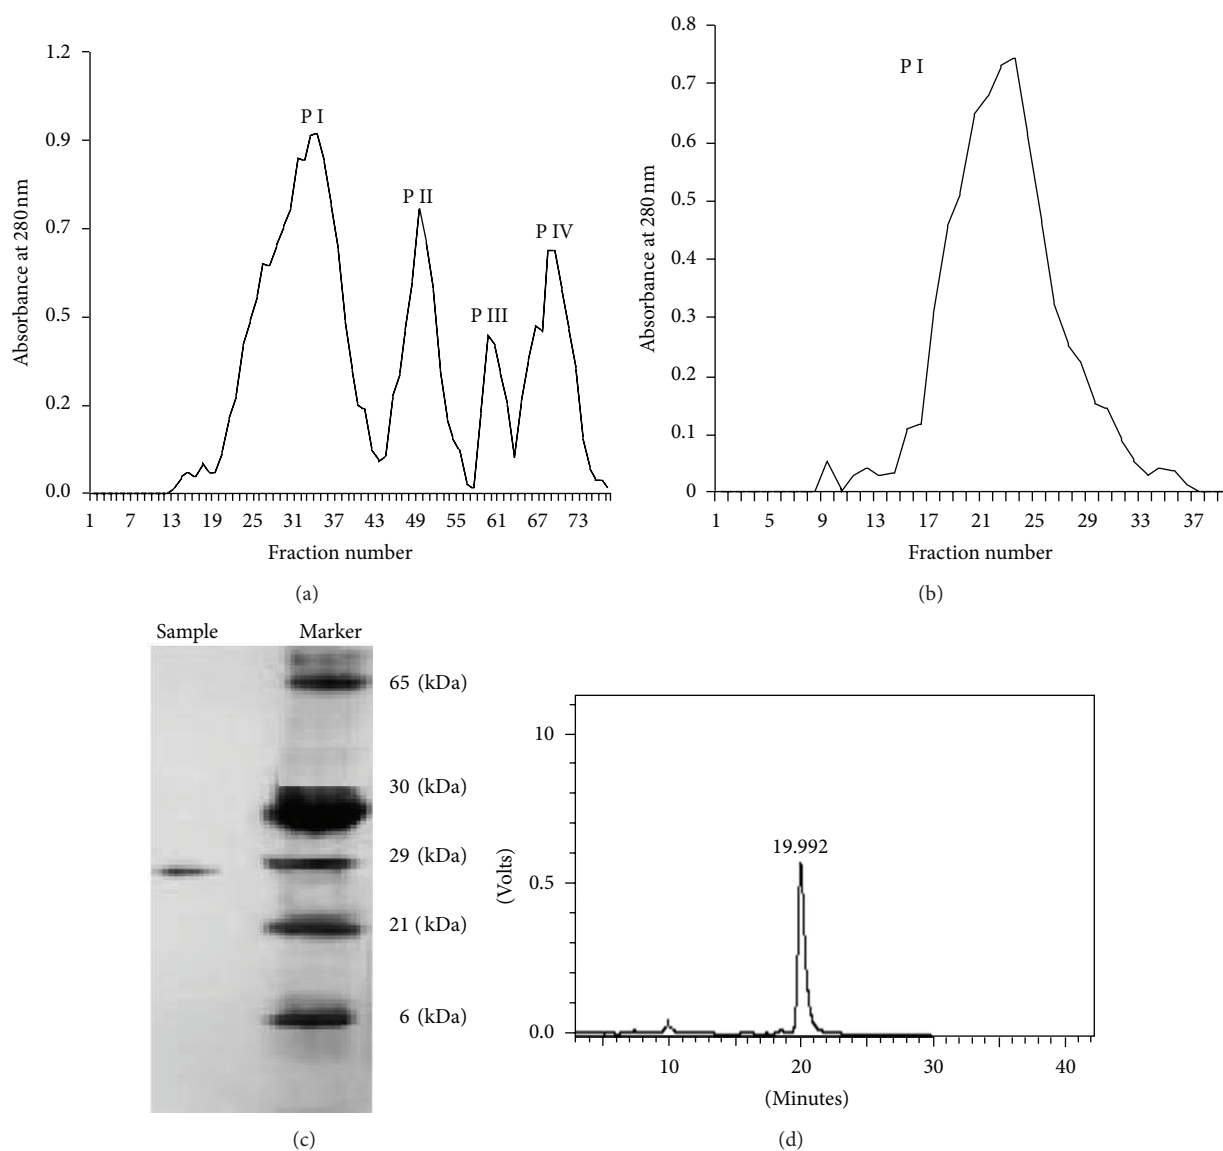 1.2
0.9
0.7
0.5
0.2
0.0
Absorbance at 280 nm
P I
P II
P III
P IV
1 7 13 19 25 31 37 43 49 55 61 67 73
Fraction number
(a)
0.8
0.7
0.6
0.5
0.4
0.3
0.2
0.1
0
Absorbance at 280 nm
P I
1 5 9 13 17 21 25 29 33 37
Fraction number
(b)
Sample Marker
65 (kDa)
30 (kDa)
29 (kDa)
21 (kDa)
6 (kDa)
(c)
10
0.5
0.0
(Volts)
19.992
10 20 30 40
(Minutes)
(d)